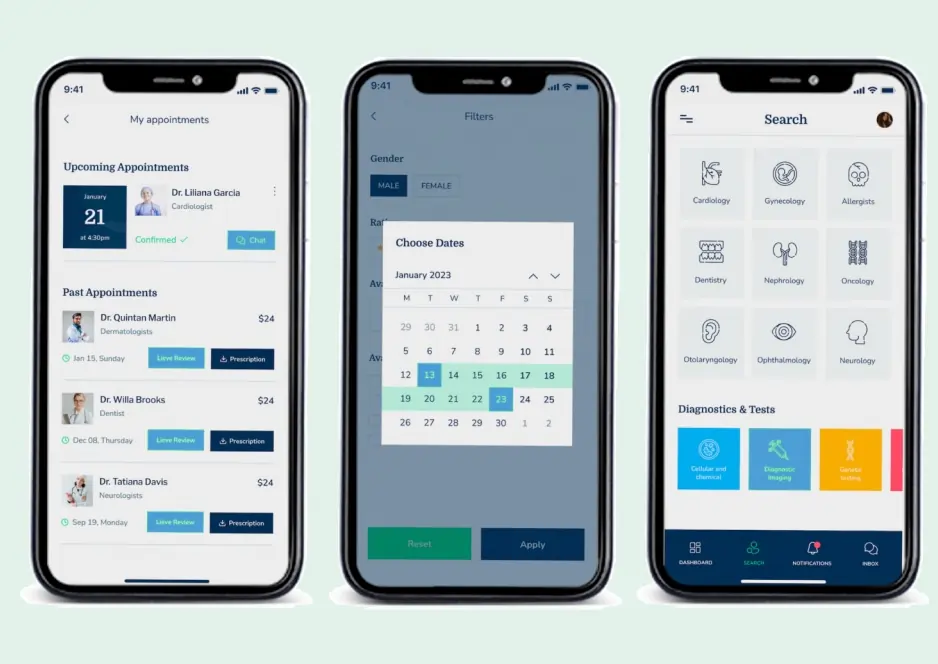 9:41
My appointments
Upcoming Appointments
January
21
at 4:30pm
Dr. Liliana Garcia
Cardiologist
Confirmed
Chat
Past Appointments
Dr. Quintan Martin
$24
Dermatologists
Jan 15, Sunday
Lieve Review
Prescription
Dr. Willa Brooks
$24
Dentist
Dec 08, Thursday
Lieve Review
Prescription
Dr. Tatiana Davis
$24
Neurologists
Sep 19, Monday
Lieve Review
Prescription
9:41
Filters
Gender
MALE FEMALE
Choose Dates
January 2023
M T W T F S S
29 30 31 1 2 3 4
5 6 7 8 9 10 11
12 13 14 15 16 17 18
19 20 21 22 23 24 25
26 27 28 29 30 1 2
Reset Apply
9:41
Search
Cardiology Gynecology Allergists
Dentistry Nephrology Oncology
Otolaryngology Ophthalmology Neurology
Diagnostics & Tests
Cellular and
chemical
Diagnostic
Imaging
Genetic
testing
DASHBOARD SEARCH NOTIFICATIONS INBOX